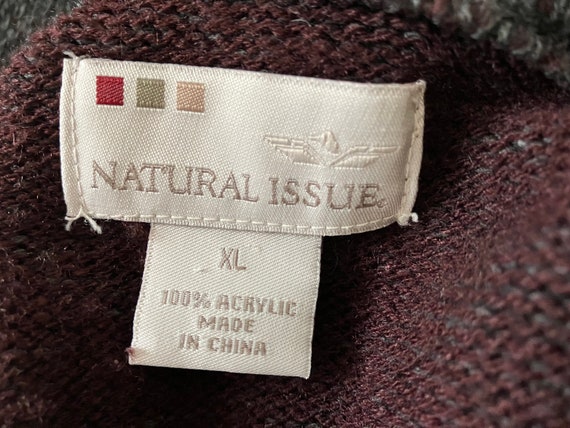 NATURAL ISSUE
XL
100% ACRYLIC
MADE
IN CHINA